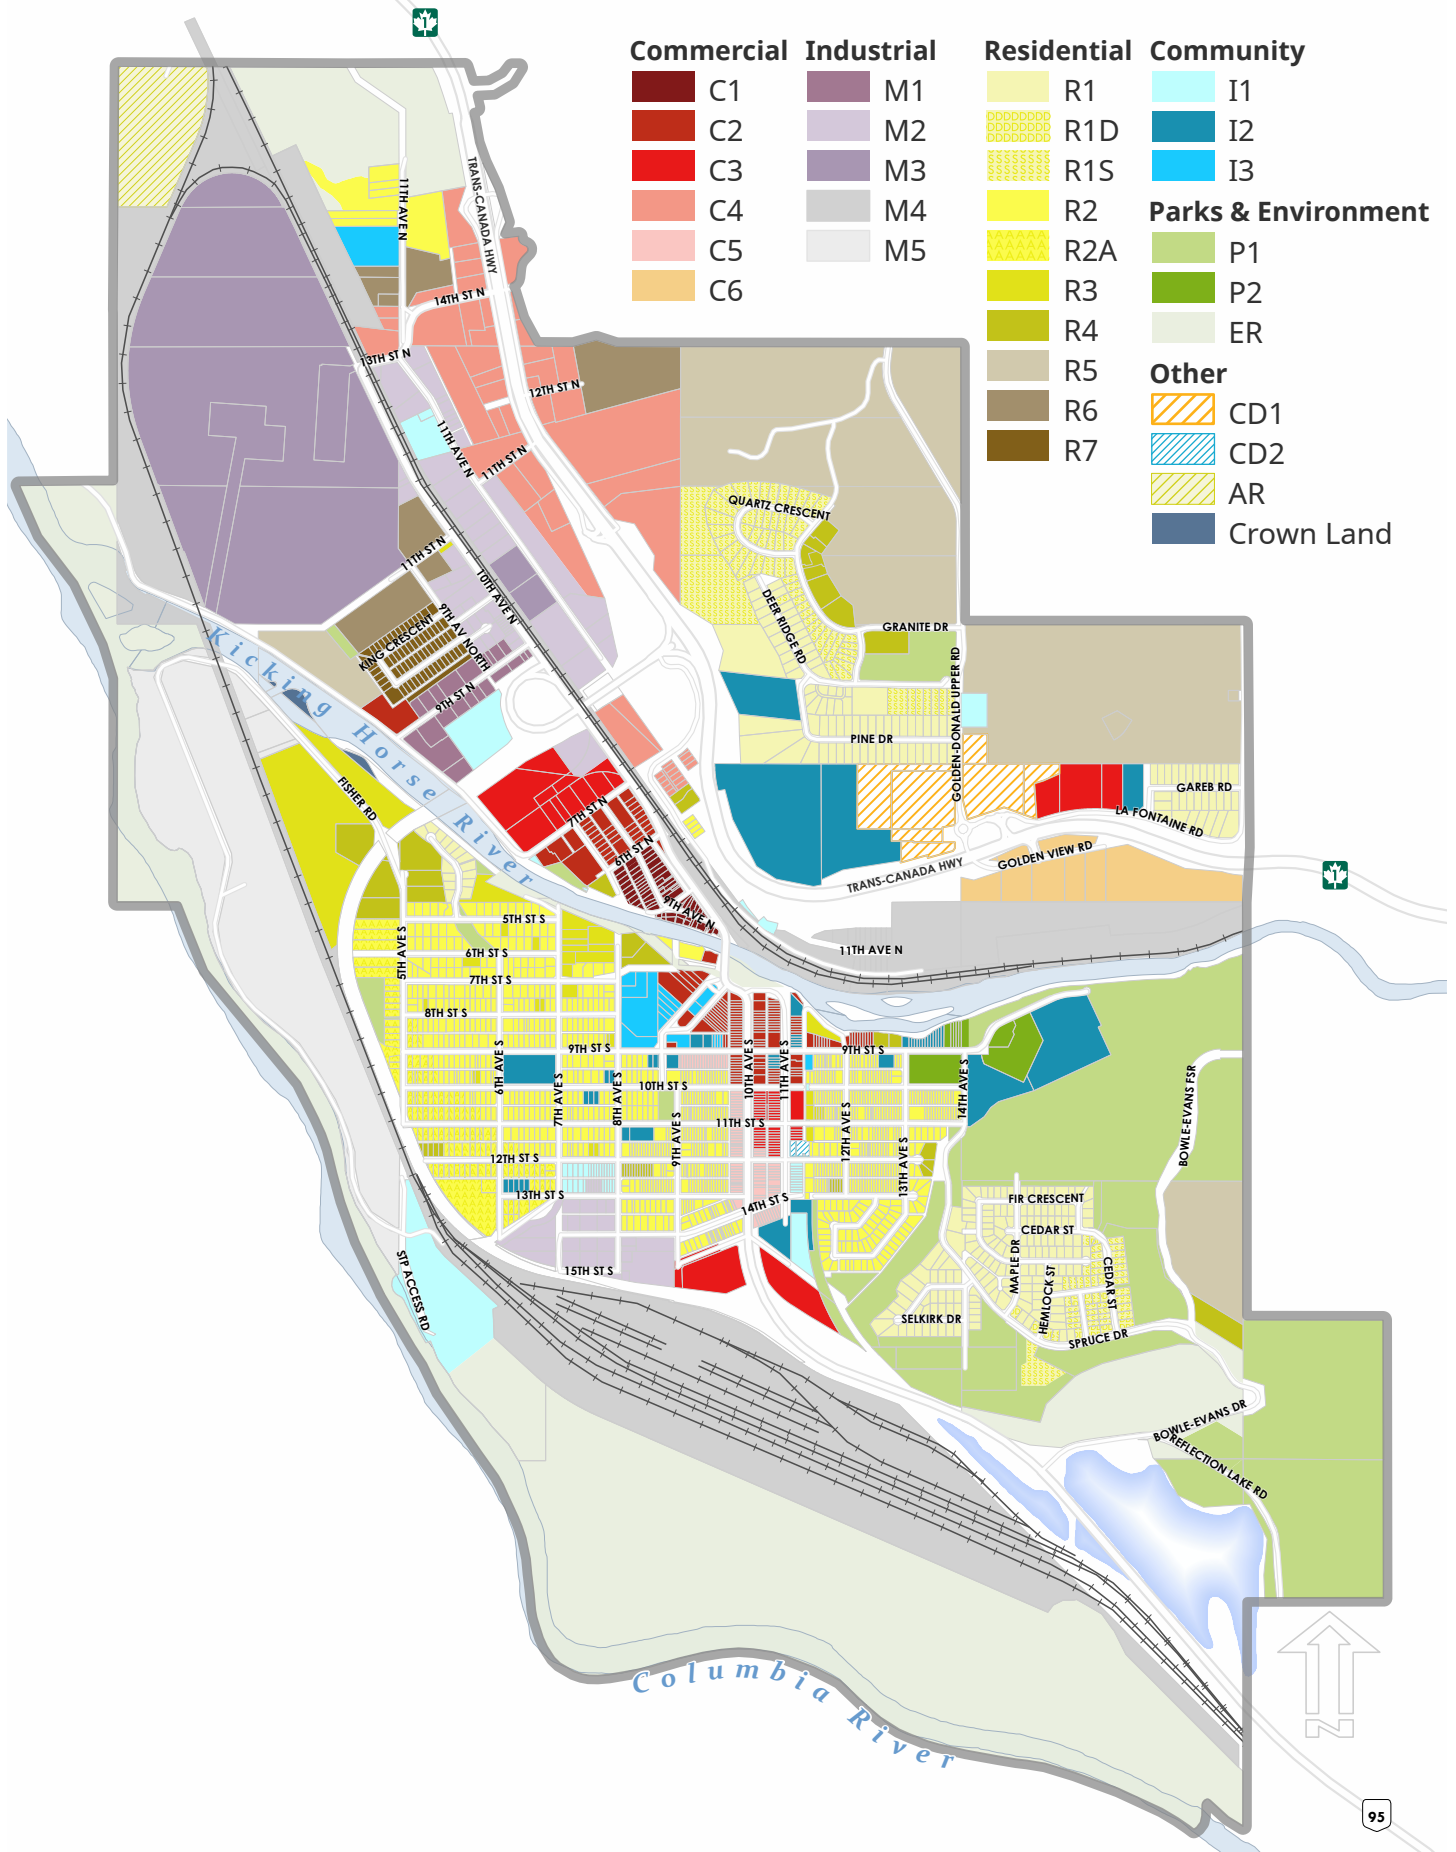 1
Commercial
C1
C2
C3
C4
C5
C6
Industrial
M1
M2
M3
M4
M5
Residential
R1
R1D
R1S
R2
R2A
R3
R4
R5
R6
R7
Community
I1
I2
I3
Parks & Environment
P1
P2
ER
Other
CD1
CD2
AR
Crown Land
TRANS-CANADA HWY
11TH AVE N
14TH ST N
13TH ST N
12TH ST N
11TH AVE N
11TH ST N
QUARTZ CRESCENT
11TH ST N
10TH AVE N
DEER RIDGE RD
GRANITE DR
KING CRESCENT
9TH AV NORTH
9TH ST N
GOLDEN-DONALD UPPER RD
PINE DR
Kicking Horse River
FISHER RD
7TH ST N
6TH ST N
9TH AVE N
GAREB RD
LA FONTAINE RD
GOLDEN VIEW RD
TRANS-CANADA HWY
1
11TH AVE N
5TH ST S
5TH AVE S
6TH ST S
7TH ST S
8TH ST S
9TH ST S
9TH ST S
6TH AVE S
7TH AVE S
8TH AVE S
10TH ST S
9TH AVE S
10TH AVE S
11TH AVE S
11TH ST S
12TH AVE S
13TH AVE S
14TH AVE S
12TH ST S
13TH ST S
14TH ST S
15TH ST S
BOWLE-EVANS FSR
FIR CRESCENT
CEDAR ST
MAPLE DR
HEMLOCK ST
CEDAR ST
SELKIRK DR
SPRUCE DR
STP ACCESS RD
BOWLE-EVANS DR
REFLECTION LAKE RD
Columbia River
N
95